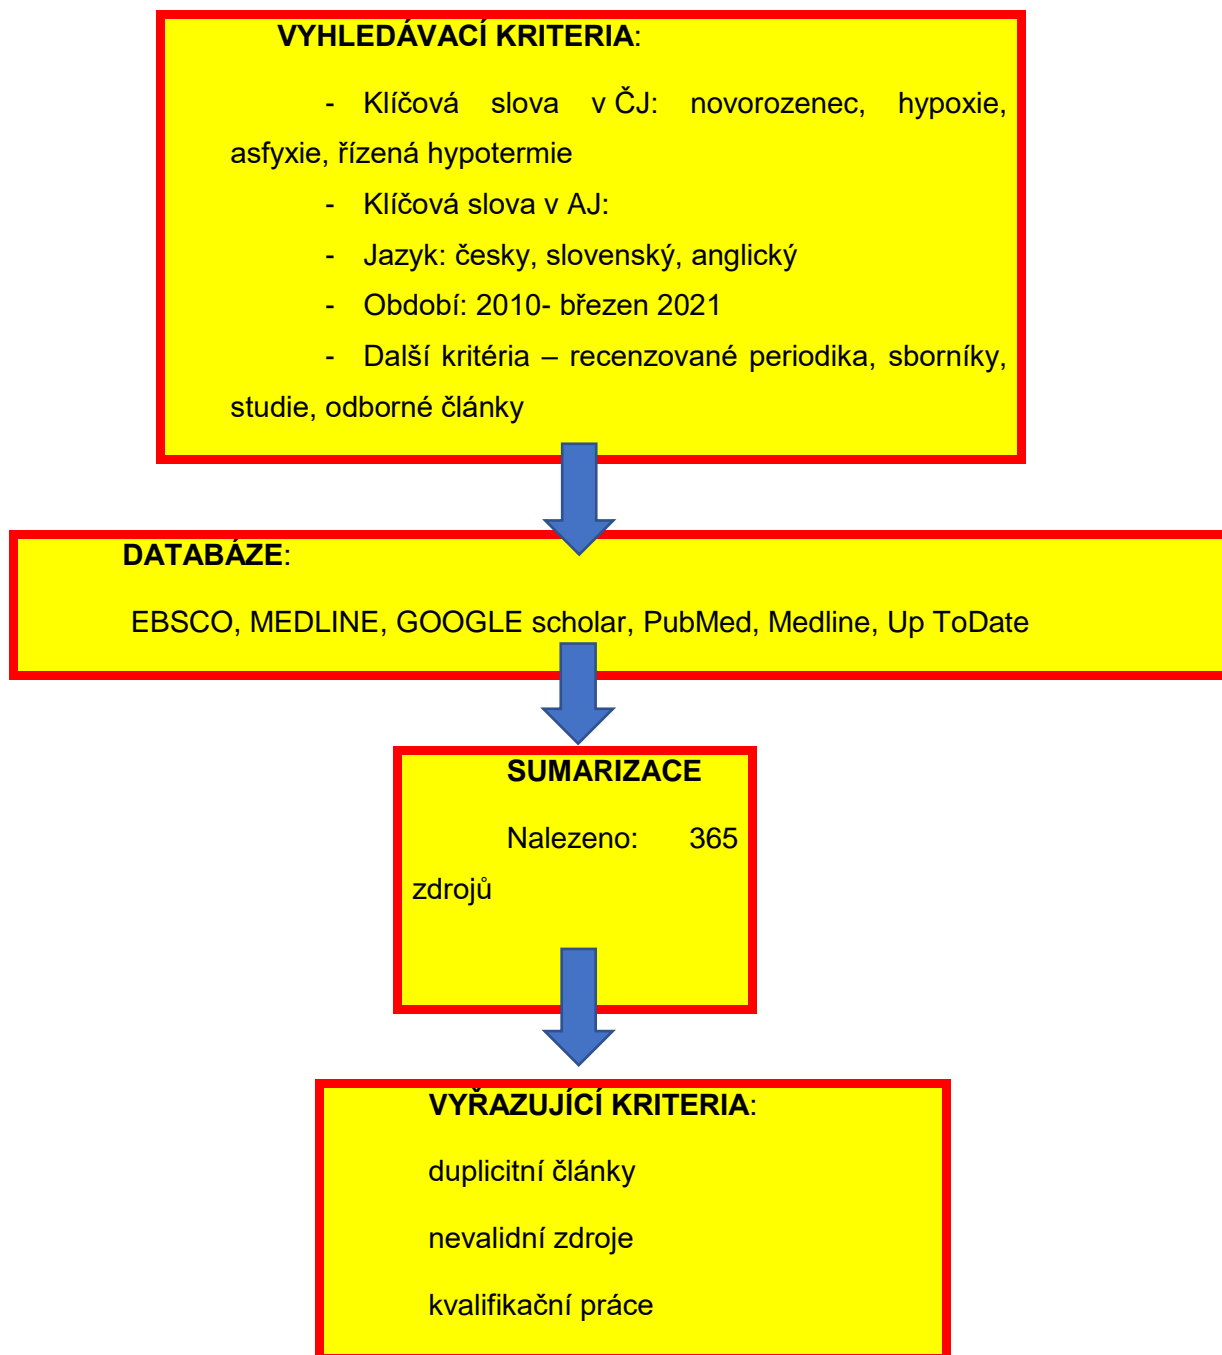 VYHLEDÁVACÍ KRITERIA:
- Klíčová slova v ČJ: novorozenec, hypoxie,
asfyxie, řízená hypotermie
- Klíčová slova v AJ:
- Jazyk: česky, slovenský, anglický
- Období: 2010- březen 2021
- Další kritéria – recenzované periodika, sborníky,
studie, odborné články
DATABÁZE:
EBSCO, MEDLINE, GOOGLE scholar, PubMed, Medline, Up ToDate
SUMARIZACE
Nalezeno: 365
zdrojů
VYŘAZUJÍCÍ KRITERIA:
duplicitní články
nevalidní zdroje
kvalifikační práce